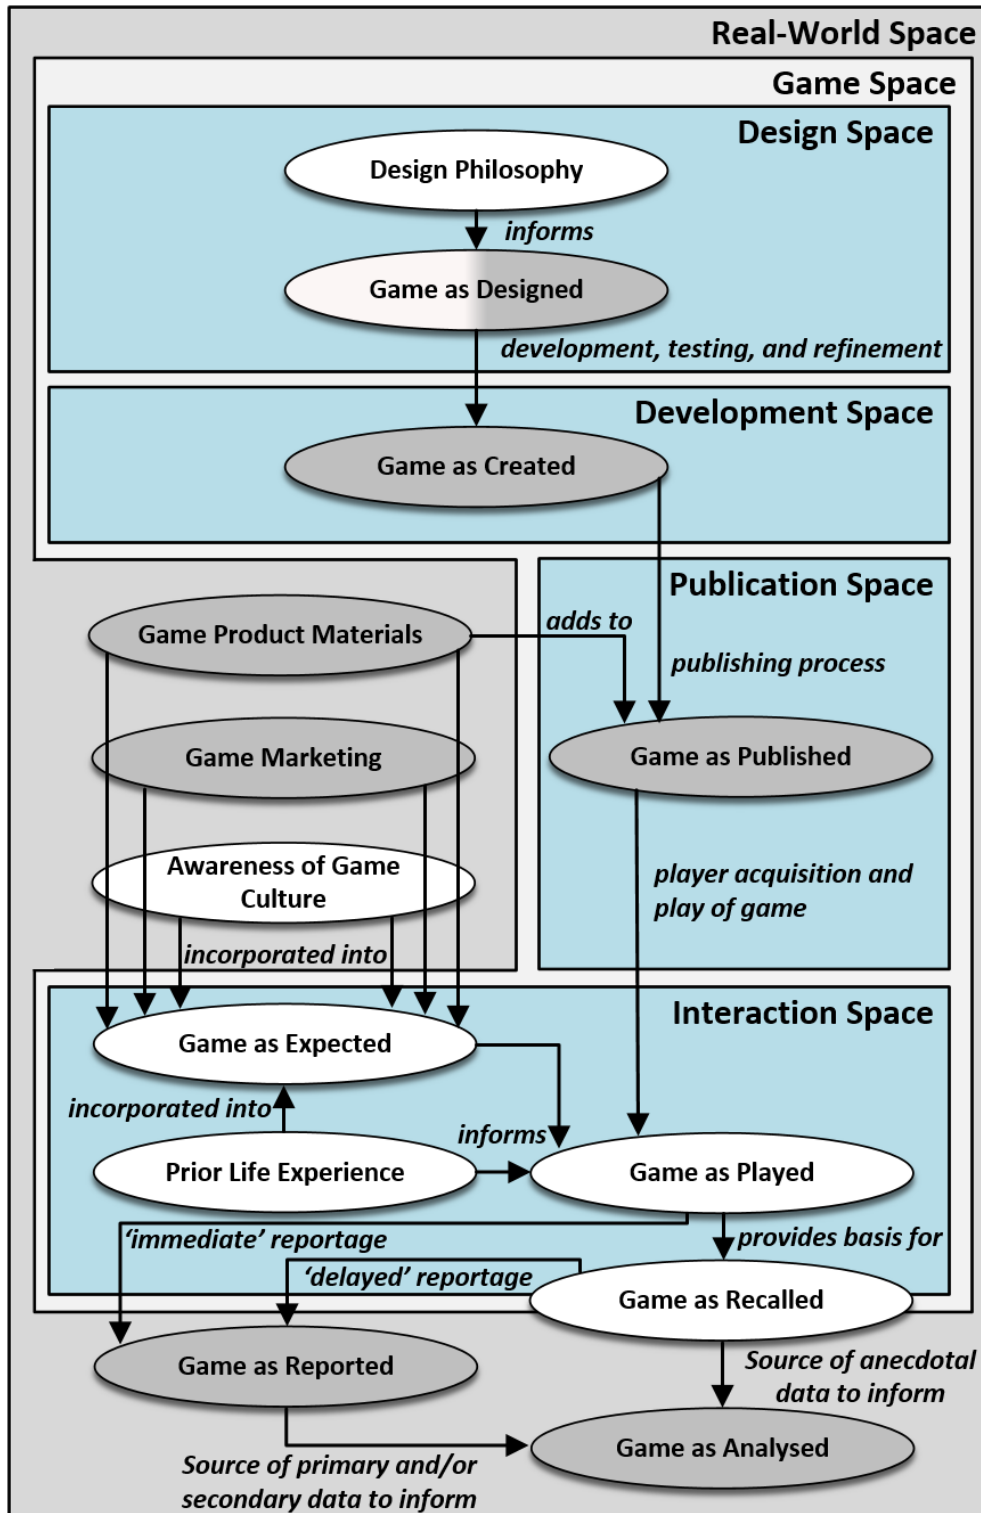 Real-World Space
Game Space
Design Space
Design Philosophy
informs
Game as Designed
development, testing, and refinement
Development Space
Game as Created
Publication Space
Game Product Materials
adds to
publishing process
Game Marketing
Game as Published
Awareness of Game
Culture
player acquisition and
play of game
incorporated into
Interaction Space
Game as Expected
incorporated into
informs
Prior Life Experience
Game as Played
‘immediate’ reportage
provides basis for
‘delayed’ reportage
Game as Recalled
Game as Reported
Source of anecdotal
data to inform
Game as Analysed
Source of primary and/or
secondary data to inform